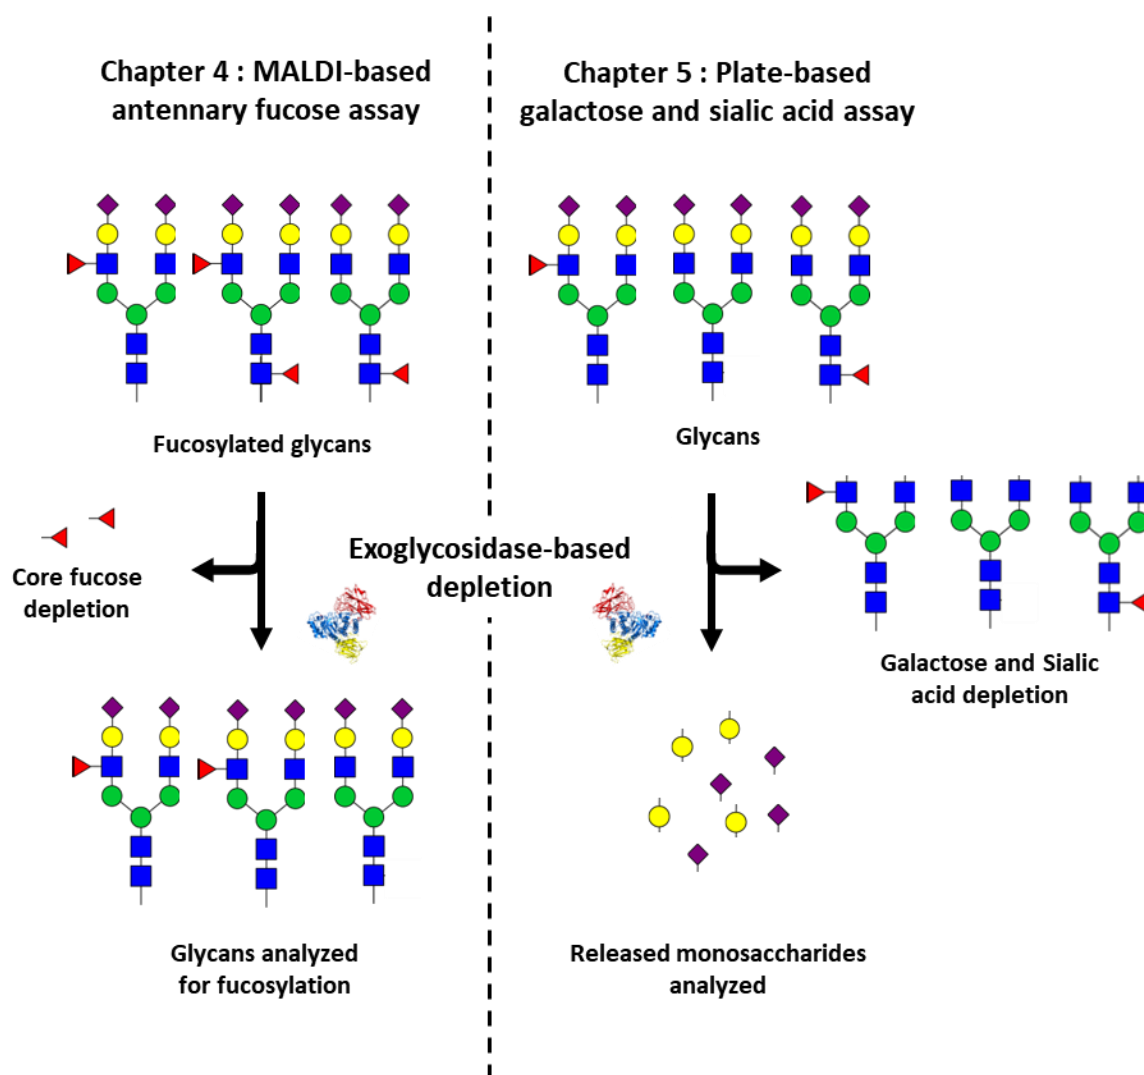 Chapter 4 : MALDI-based
antennary fucose assay
Chapter 5 : Plate-based
galactose and sialic acid assay
Fucosylated glycans
Glycans
Core fucose
depletion
Exoglycosidase-based
depletion
Galactose and Sialic
acid depletion
Glycans analyzed
for fucosylation
Released monosaccharides
analyzed